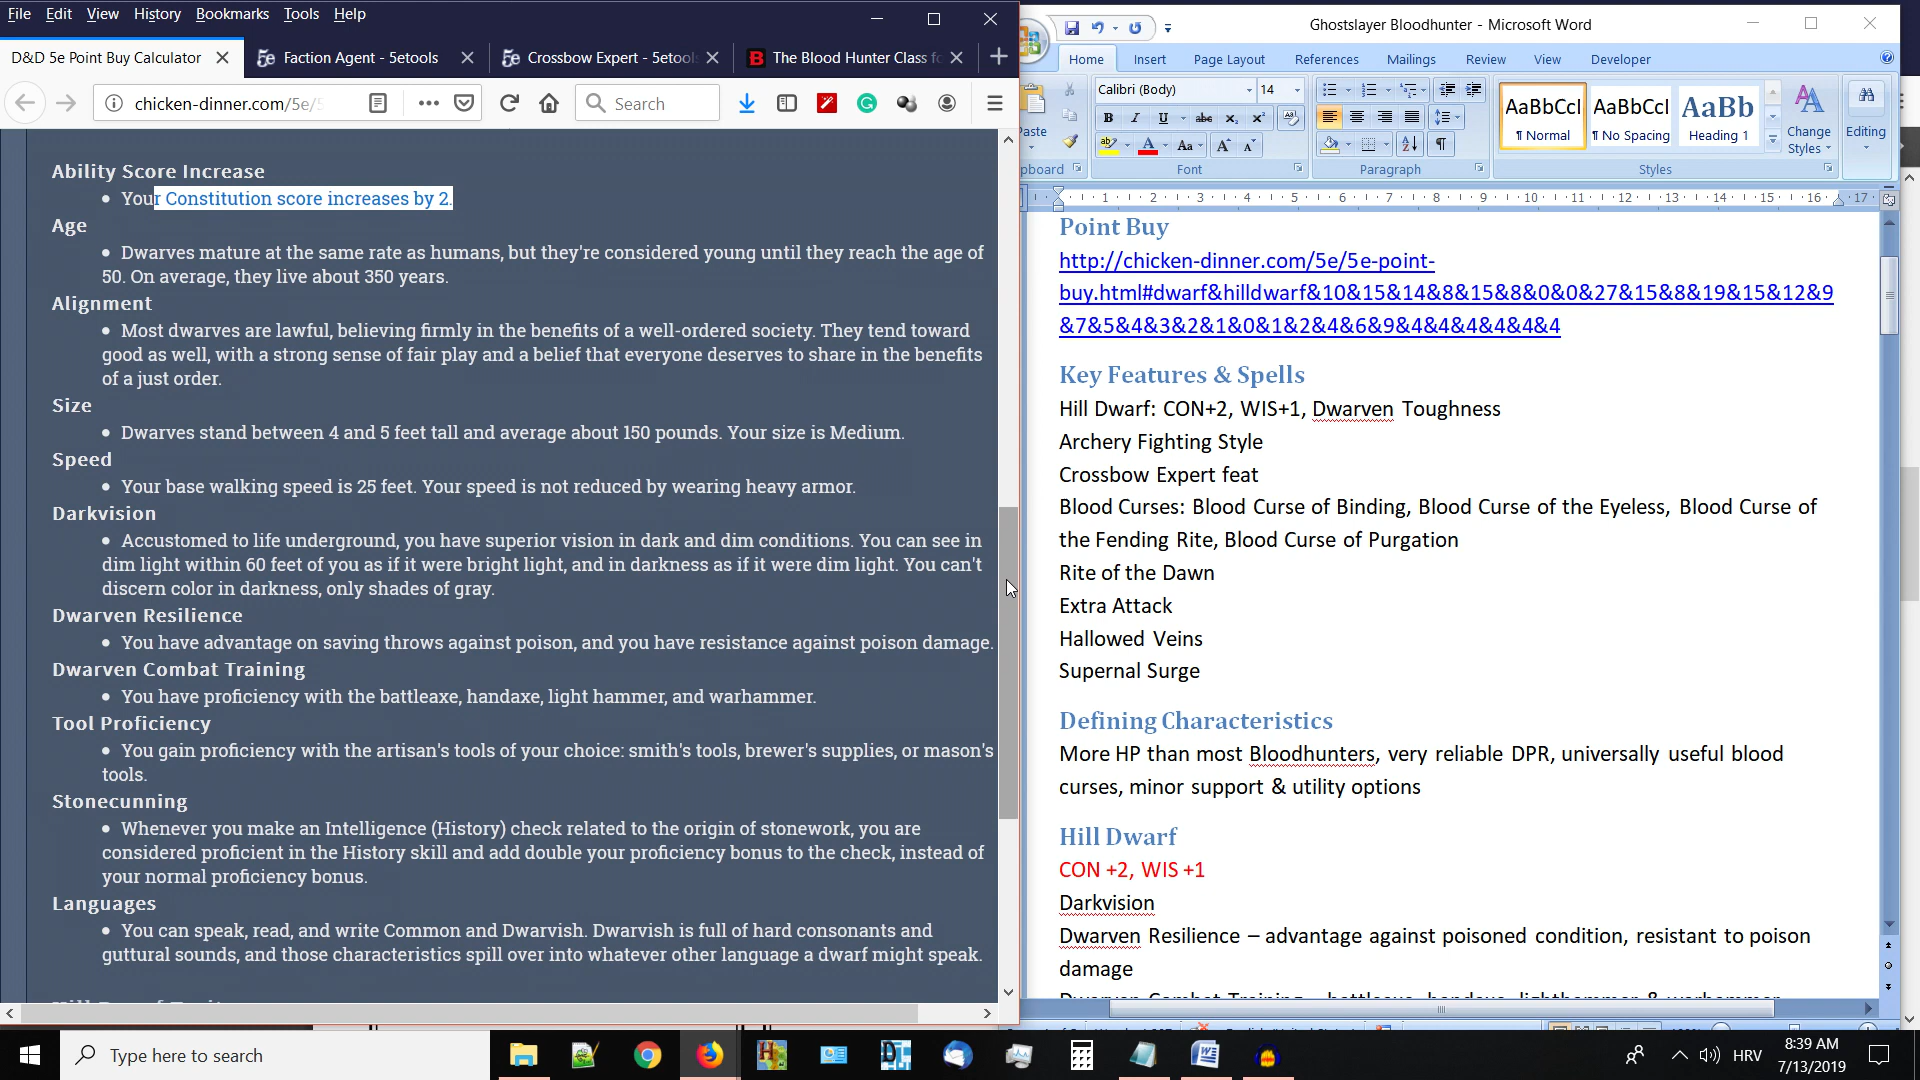 File Edit View History Bookmarks Tools Help
D&D 5e Point Buy Calculator
Faction Agent - 5etools
Crossbow Expert - 5etools
The Blood Hunter Class fo
chicken-dinner.com/5e/5
Search
Ability Score Increase
Your Constitution score increases by 2.
Age
Dwarves mature at the same rate as humans, but they're considered young until they reach the age of
50. On average, they live about 350 years.
Alignment
Most dwarves are lawful, believing firmly in the benefits of a well-ordered society. They tend toward
good as well, with a strong sense of fair play and a belief that everyone deserves to share in the benefits
of a just order.
Size
Dwarves stand between 4 and 5 feet tall and average about 150 pounds. Your size is Medium.
Speed
Your base walking speed is 25 feet. Your speed is not reduced by wearing heavy armor.
Darkvision
Accustomed to life underground, you have superior vision in dark and dim conditions. You can see in
dim light within 60 feet of you as if it were bright light, and in darkness as if it were dim light. You can't
discern color in darkness, only shades of gray.
Dwarven Resilience
You have advantage on saving throws against poison, and you have resistance against poison damage.
Dwarven Combat Training
You have proficiency with the battleaxe, handaxe, light hammer, and warhammer.
Tool Proficiency
You gain proficiency with the artisan's tools of your choice: smith's tools, brewer's supplies, or mason's
tools.
Stonecunning
Whenever you make an Intelligence (History) check related to the origin of stonework, you are
considered proficient in the History skill and add double your proficiency bonus to the check, instead of
your normal proficiency bonus.
Languages
You can speak, read, and write Common and Dwarvish. Dwarvish is full of hard consonants and
guttural sounds, and those characteristics spill over into whatever other language a dwarf might speak.
Ghostslayer Bloodhunter - Microsoft Word
Home Insert Page Layout References Mailings Review View Developer
Paste
Calibri (Body) 14
AaBbCcI AaBbCcI AaBb
¶ Normal ¶ No Spacing Heading 1
Change Styles
Editing
pboard Font Paragraph Styles
1 2 3 4 5 6 7 8 9 10 11 12 13 14 15 16 17
Point Buy
http://chicken-dinner.com/5e/5e-point-
buy.html#dwarf&hilldwarf&10&15&14&8&15&8&0&0&27&15&8&19&15&12&9
&7&5&4&3&2&1&0&1&2&4&6&9&4&4&4&4&4&4
Key Features & Spells
Hill Dwarf: CON+2, WIS+1, Dwarven Toughness
Archery Fighting Style
Crossbow Expert feat
Blood Curses: Blood Curse of Binding, Blood Curse of the Eyeless, Blood Curse of
the Fending Rite, Blood Curse of Purgation
Rite of the Dawn
Extra Attack
Hallowed Veins
Supernal Surge
Defining Characteristics
More HP than most Bloodhunters, very reliable DPR, universally useful blood
curses, minor support & utility options
Hill Dwarf
CON +2, WIS +1
Darkvision
Dwarven Resilience – advantage against poisoned condition, resistant to poison
damage
Type here to search
HRV
8:39 AM
7/13/2019